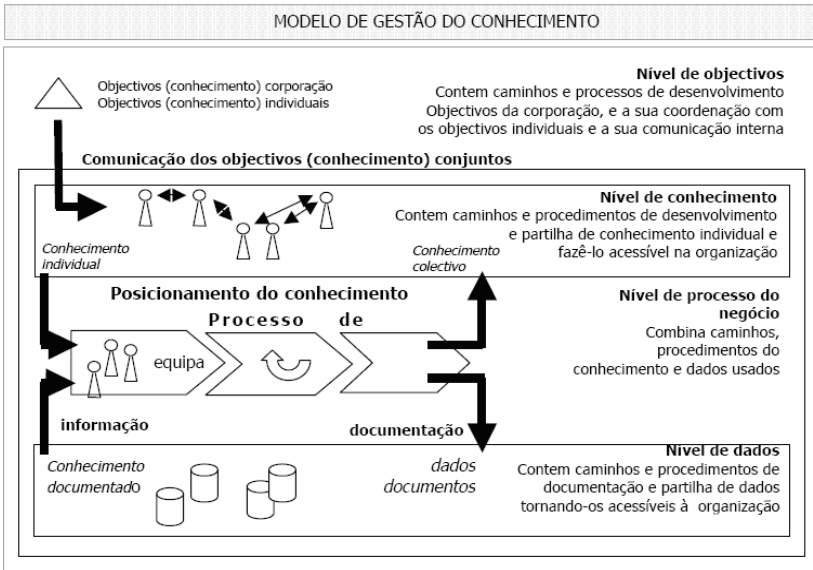 MODELO DE GESTÃO DO CONHECIMENTO
Objectivos (conhecimento) corporação
Objectivos (conhecimento) individuais
Nível de objectivos
Contem caminhos e processos de desenvolvimento
Objectivos da corporação, e a sua coordenação com
os objectivos individuais e a sua comunicação interna
Comunicação dos objectivos (conhecimento) conjuntos
Nível de conhecimento
Contem caminhos e procedimentos de desenvolvimento
e partilha de conhecimento individual e
fazê-lo acessível na organização
Conhecimento
individual
Conhecimento
colectivo
Posicionamento do conhecimento
Processo de
equipa
Nível de processo do
negócio
Combina caminhos,
procedimentos do
conhecimento e dados usados
informação
documentação
Conhecimento
documentado
dados
documentos
Nível de dados
Contem caminhos e procedimentos de
documentação e partilha de dados
tornando-os acessíveis à organização